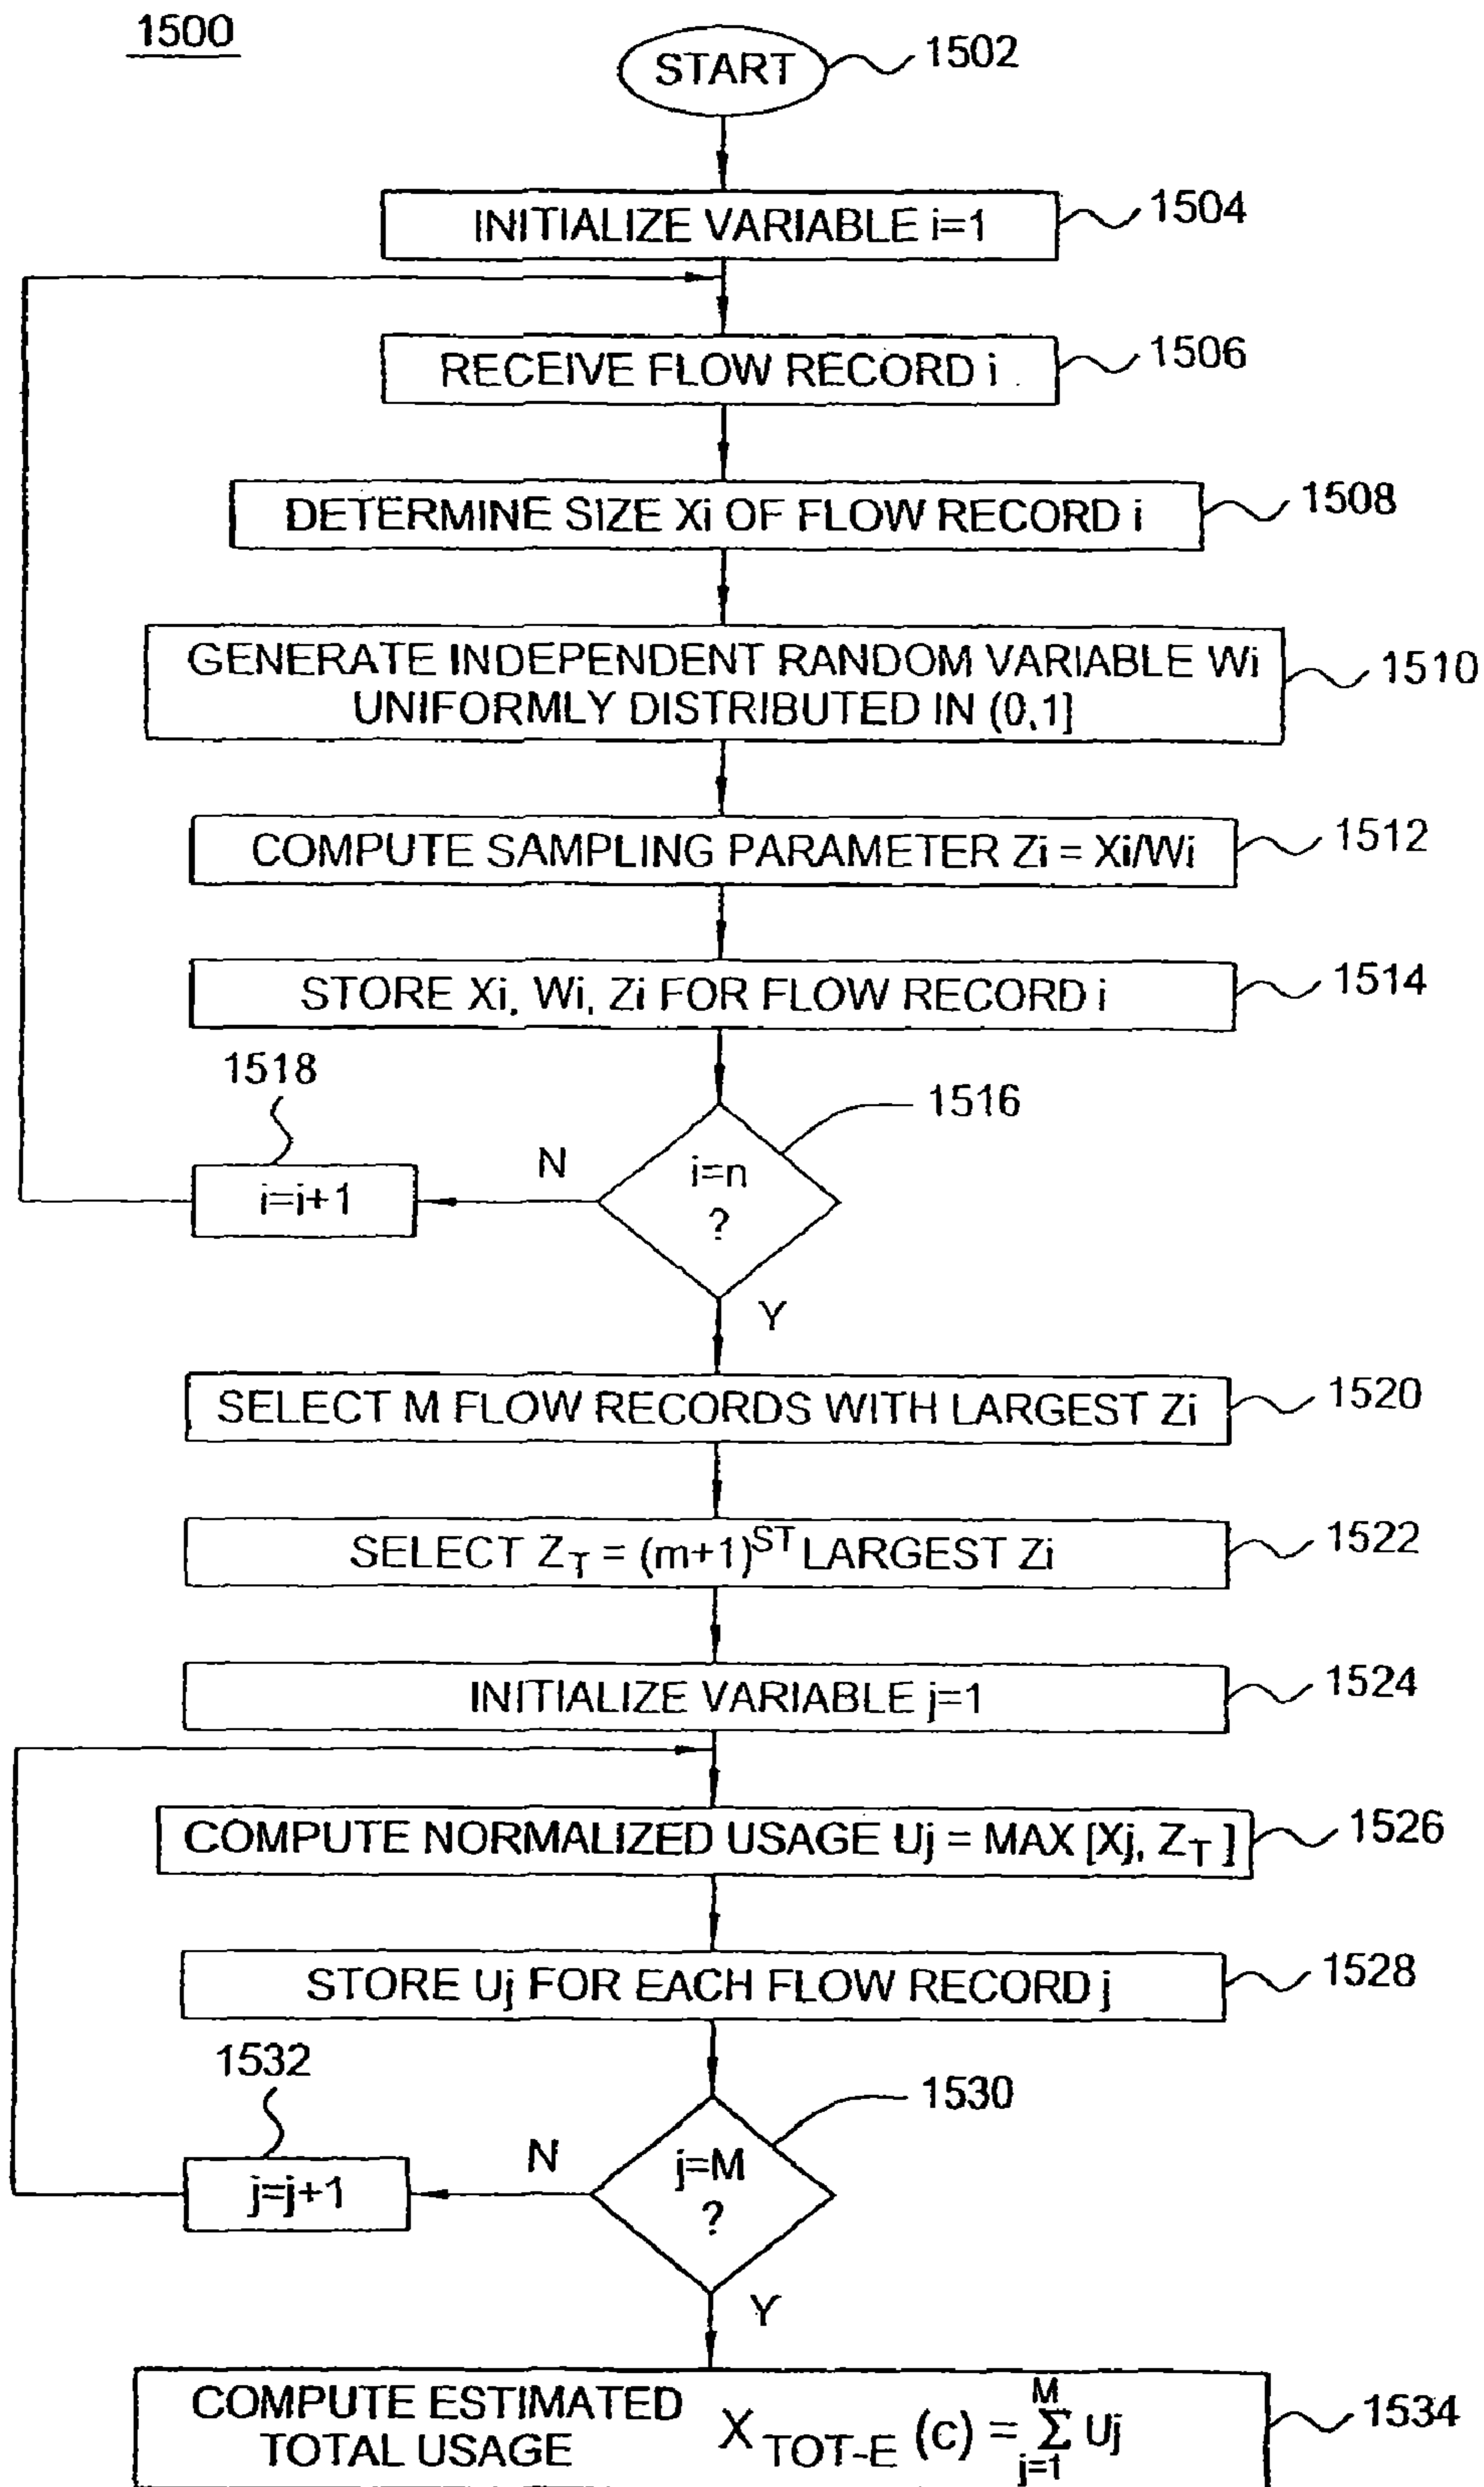 1500
START
1502
INITIALIZE VARIABLE i=1
1504
RECEIVE FLOW RECORD i
1506
DETERMINE SIZE Xi OF FLOW RECORD i
1508
GENERATE INDEPENDENT RANDOM VARIABLE Wi
UNIFORMLY DISTRIBUTED IN (0,1]
1510
COMPUTE SAMPLING PARAMETER Zi = Xi/Wi
1512
STORE Xi, Wi, Zi FOR FLOW RECORD i
1514
1518
i=i+1
N
i=n
?
1516
Y
SELECT M FLOW RECORDS WITH LARGEST Zi
1520
SELECT Z_T = (m+1)^ST LARGEST Zi
1522
INITIALIZE VARIABLE j=1
1524
COMPUTE NORMALIZED USAGE Uj = MAX [Xj, Z_T ]
1526
STORE Uj FOR EACH FLOW RECORD j
1528
1532
j=j+1
N
j=M
?
1530
Y
COMPUTE ESTIMATED
TOTAL USAGE
X_TOT-E (c) = Σ_{j=1}^{M} Uj
1534